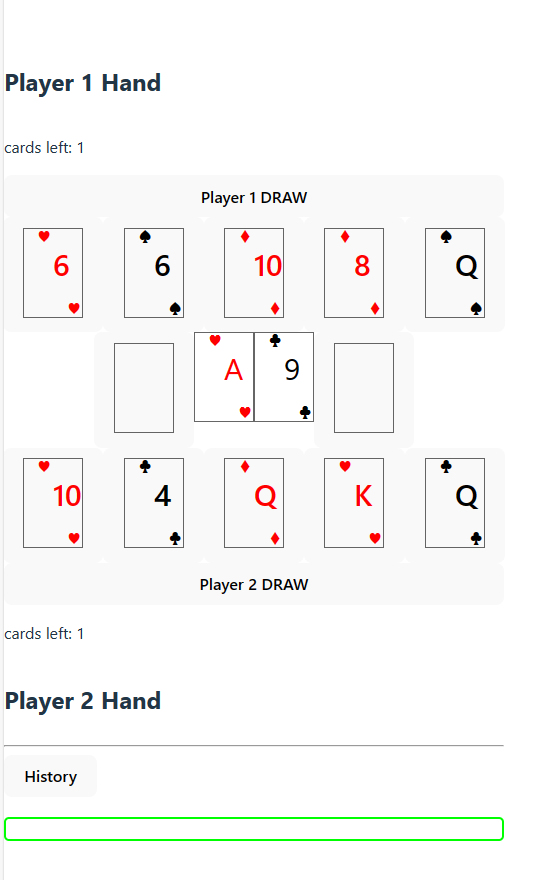 Player 1 Hand
cards left: 1
Player 1 DRAW
♥ ♠ ♦ ♦ ♠
6 6 10 8 Q
♥ ♠ ♦ ♦ ♠
♥ ♣
A 9
♥ ♣
♥ ♣ ♦ ♥ ♣
10 4 Q K Q
♥ ♣ ♦ ♥ ♣
Player 2 DRAW
cards left: 1
Player 2 Hand
History